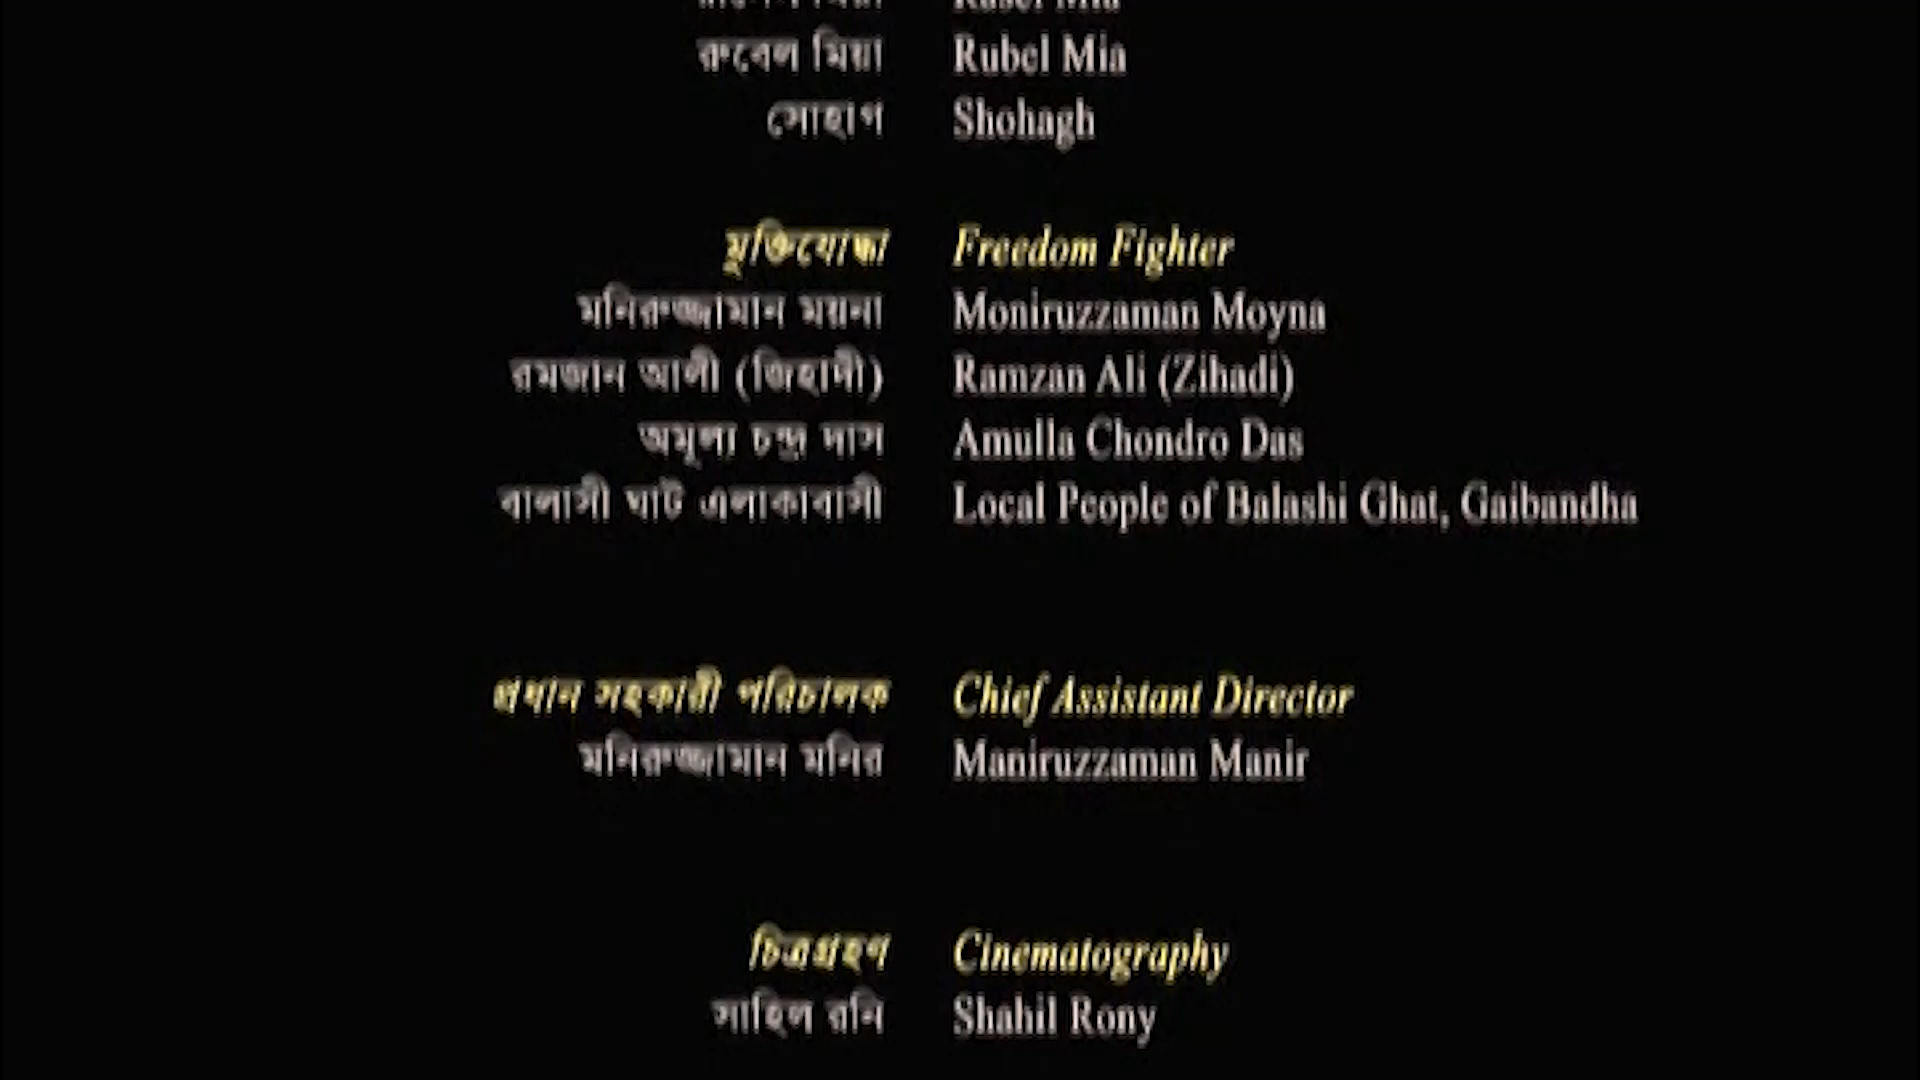 রুবেল মিয়া Rubel Mia
সোহাগ Shohagh
মুক্তিযোদ্ধা Freedom Fighter
মনিরুজ্জামান ময়না Moniruzzaman Moyna
রমজান আলী (জিহাদী) Ramzan Ali (Zihadi)
অমূল্য চন্দ্র দাস Amulla Chondro Das
বালাসী ঘাট এলাকাবাসী Local People of Balashi Ghat, Gaibandha
প্রধান সহকারী পরিচালক Chief Assistant Director
মনিরুজ্জামান মনির Maniruzzaman Manir
চিত্রগ্রহণ Cinematography
সাহিল রনি Shahil Rony